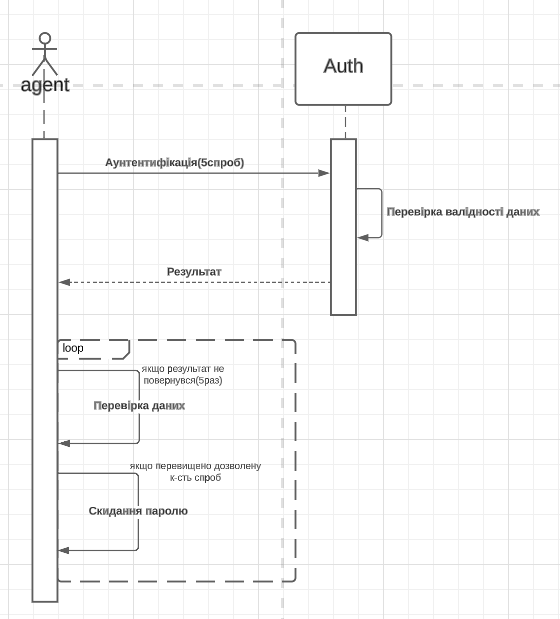 agent
Auth
Аунтентифікація(5спроб)
Перевірка валідності даних
Результат
loop
якщо результат не
повернувся(5раз)
Перевірка даних
якщо перевищено дозволену
к-сть спроб
Скидання паролю